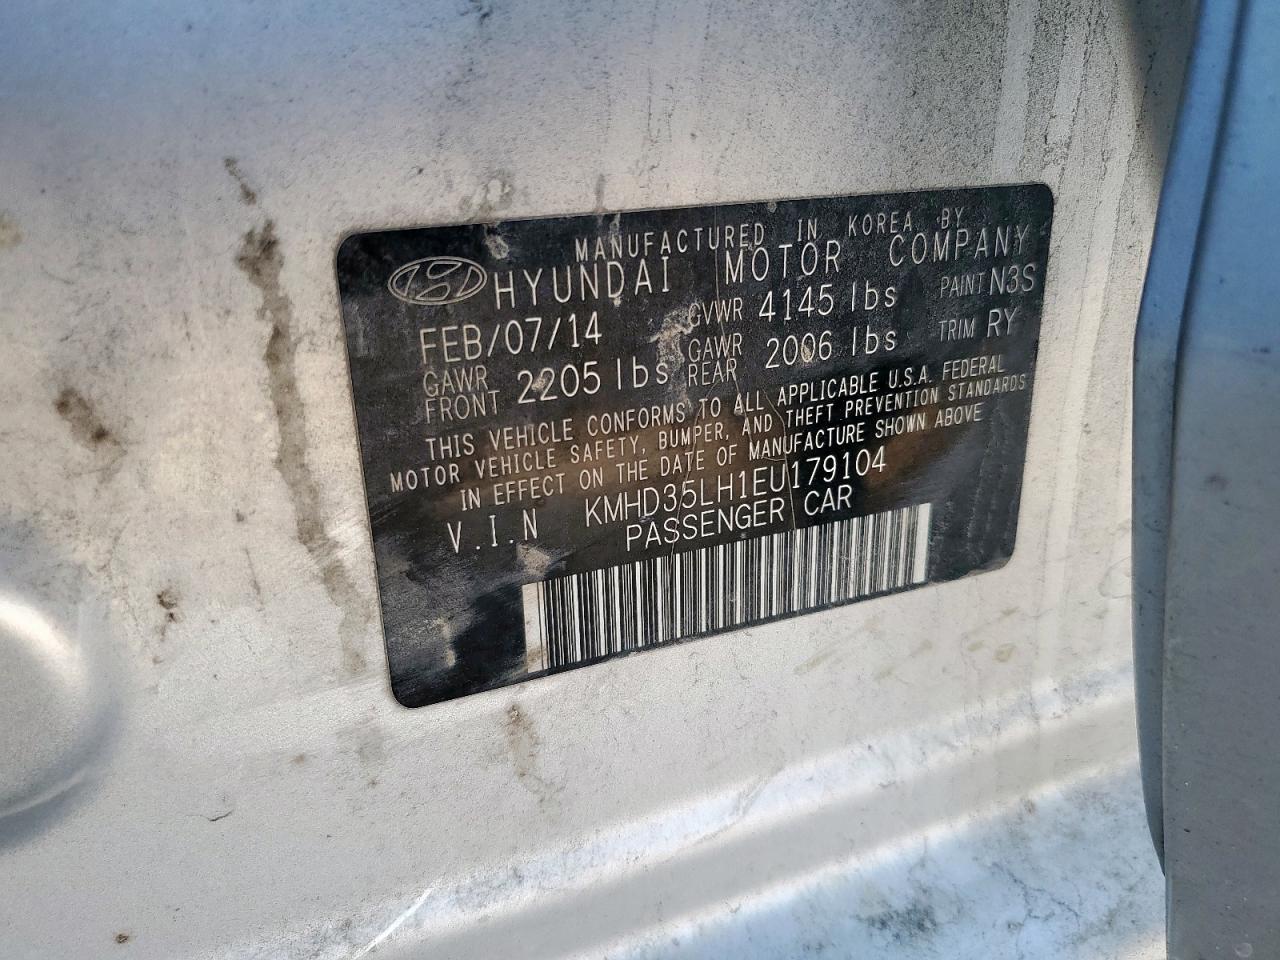 MANUFACTURED IN KOREA BY
HYUNDAI MOTOR COMPANY
FEB/07/14 GVWR 4145 lbs PAINT N3S
GAWR FRONT 2205 lbs GAWR REAR 2006 lbs TRIM RY
THIS VEHICLE CONFORMS TO ALL APPLICABLE U.S.A. FEDERAL
MOTOR VEHICLE SAFETY, BUMPER, AND THEFT PREVENTION STANDARDS
IN EFFECT ON THE DATE OF MANUFACTURE SHOWN ABOVE
V.I.N KMHD35LH1EU179104
PASSENGER CAR